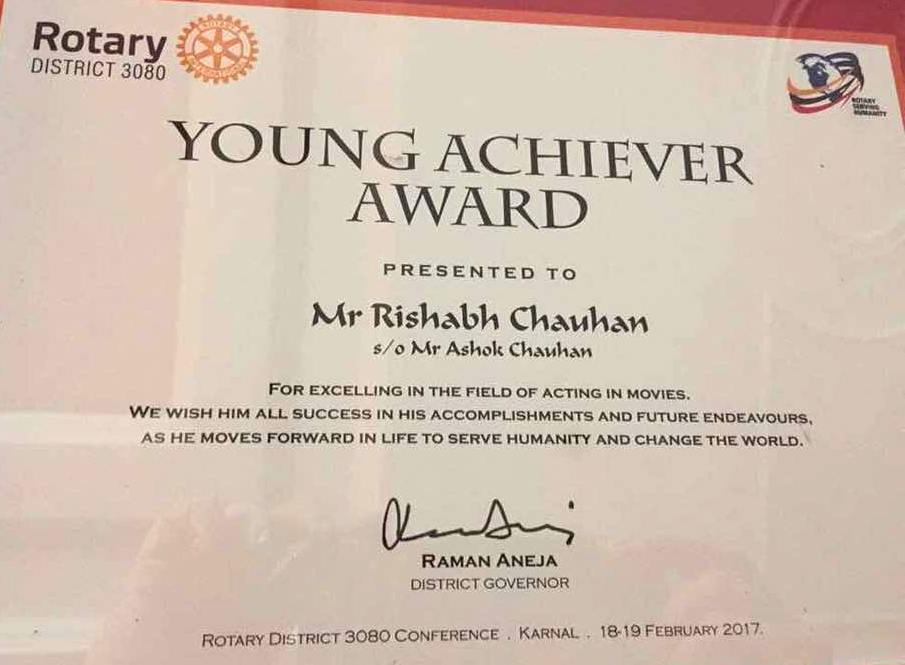 Rotary
DISTRICT 3080
ROTARY
SERVING
HUMANITY
YOUNG ACHIEVER
AWARD
PRESENTED TO
Mr Rishabh Chauhan
s/o Mr Ashok Chauhan
FOR EXCELLING IN THE FIELD OF ACTING IN MOVIES.
WE WISH HIM ALL SUCCESS IN HIS ACCOMPLISHMENTS AND FUTURE ENDEAVOURS,
AS HE MOVES FORWARD IN LIFE TO SERVE HUMANITY AND CHANGE THE WORLD.
RAMAN ANEJA
DISTRICT GOVERNOR
ROTARY DISTRICT 3080 CONFERENCE . KARNAL . 18-19 FEBRUARY 2017.